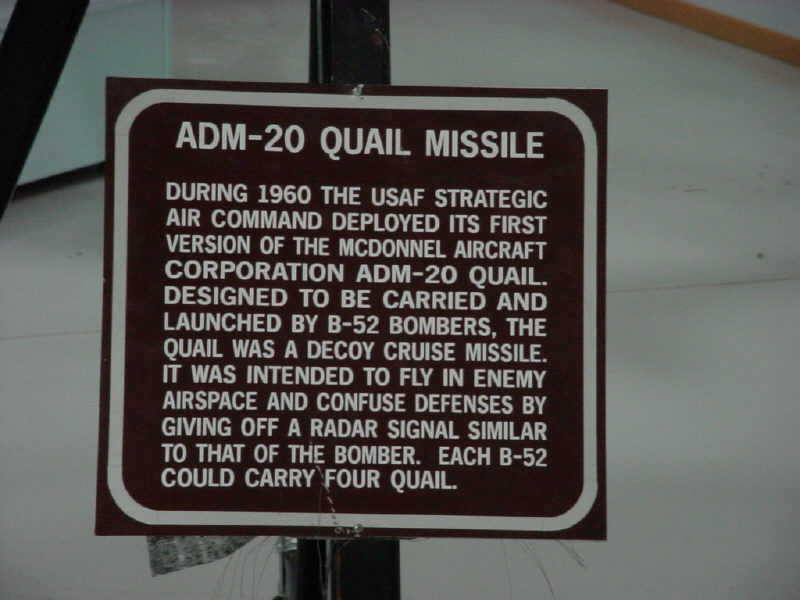 ADM-20 QUAIL MISSILE
DURING 1960 THE USAF STRATEGIC
AIR COMMAND DEPLOYED ITS FIRST
VERSION OF THE MCDONNEL AIRCRAFT
CORPORATION ADM-20 QUAIL.
DESIGNED TO BE CARRIED AND
LAUNCHED BY B-52 BOMBERS, THE
QUAIL WAS A DECOY CRUISE MISSILE.
IT WAS INTENDED TO FLY IN ENEMY
AIRSPACE AND CONFUSE DEFENSES BY
GIVING OFF A RADAR SIGNAL SIMILAR
TO THAT OF THE BOMBER. EACH B-52
COULD CARRY FOUR QUAIL.